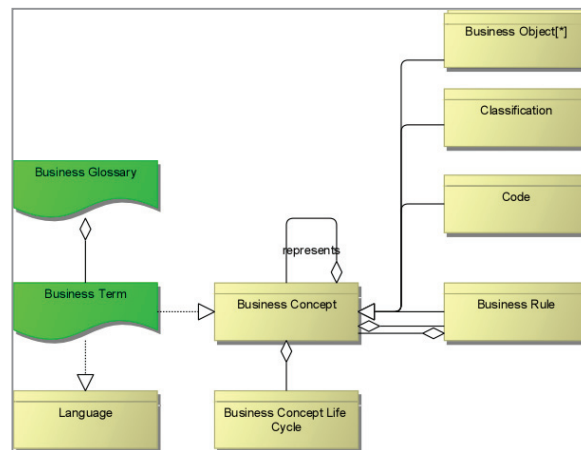 Business Object[*]
Classification
Business Glossary
Code
represents
Business Term
Business Concept
Business Rule
Language
Business Concept Life
Cycle